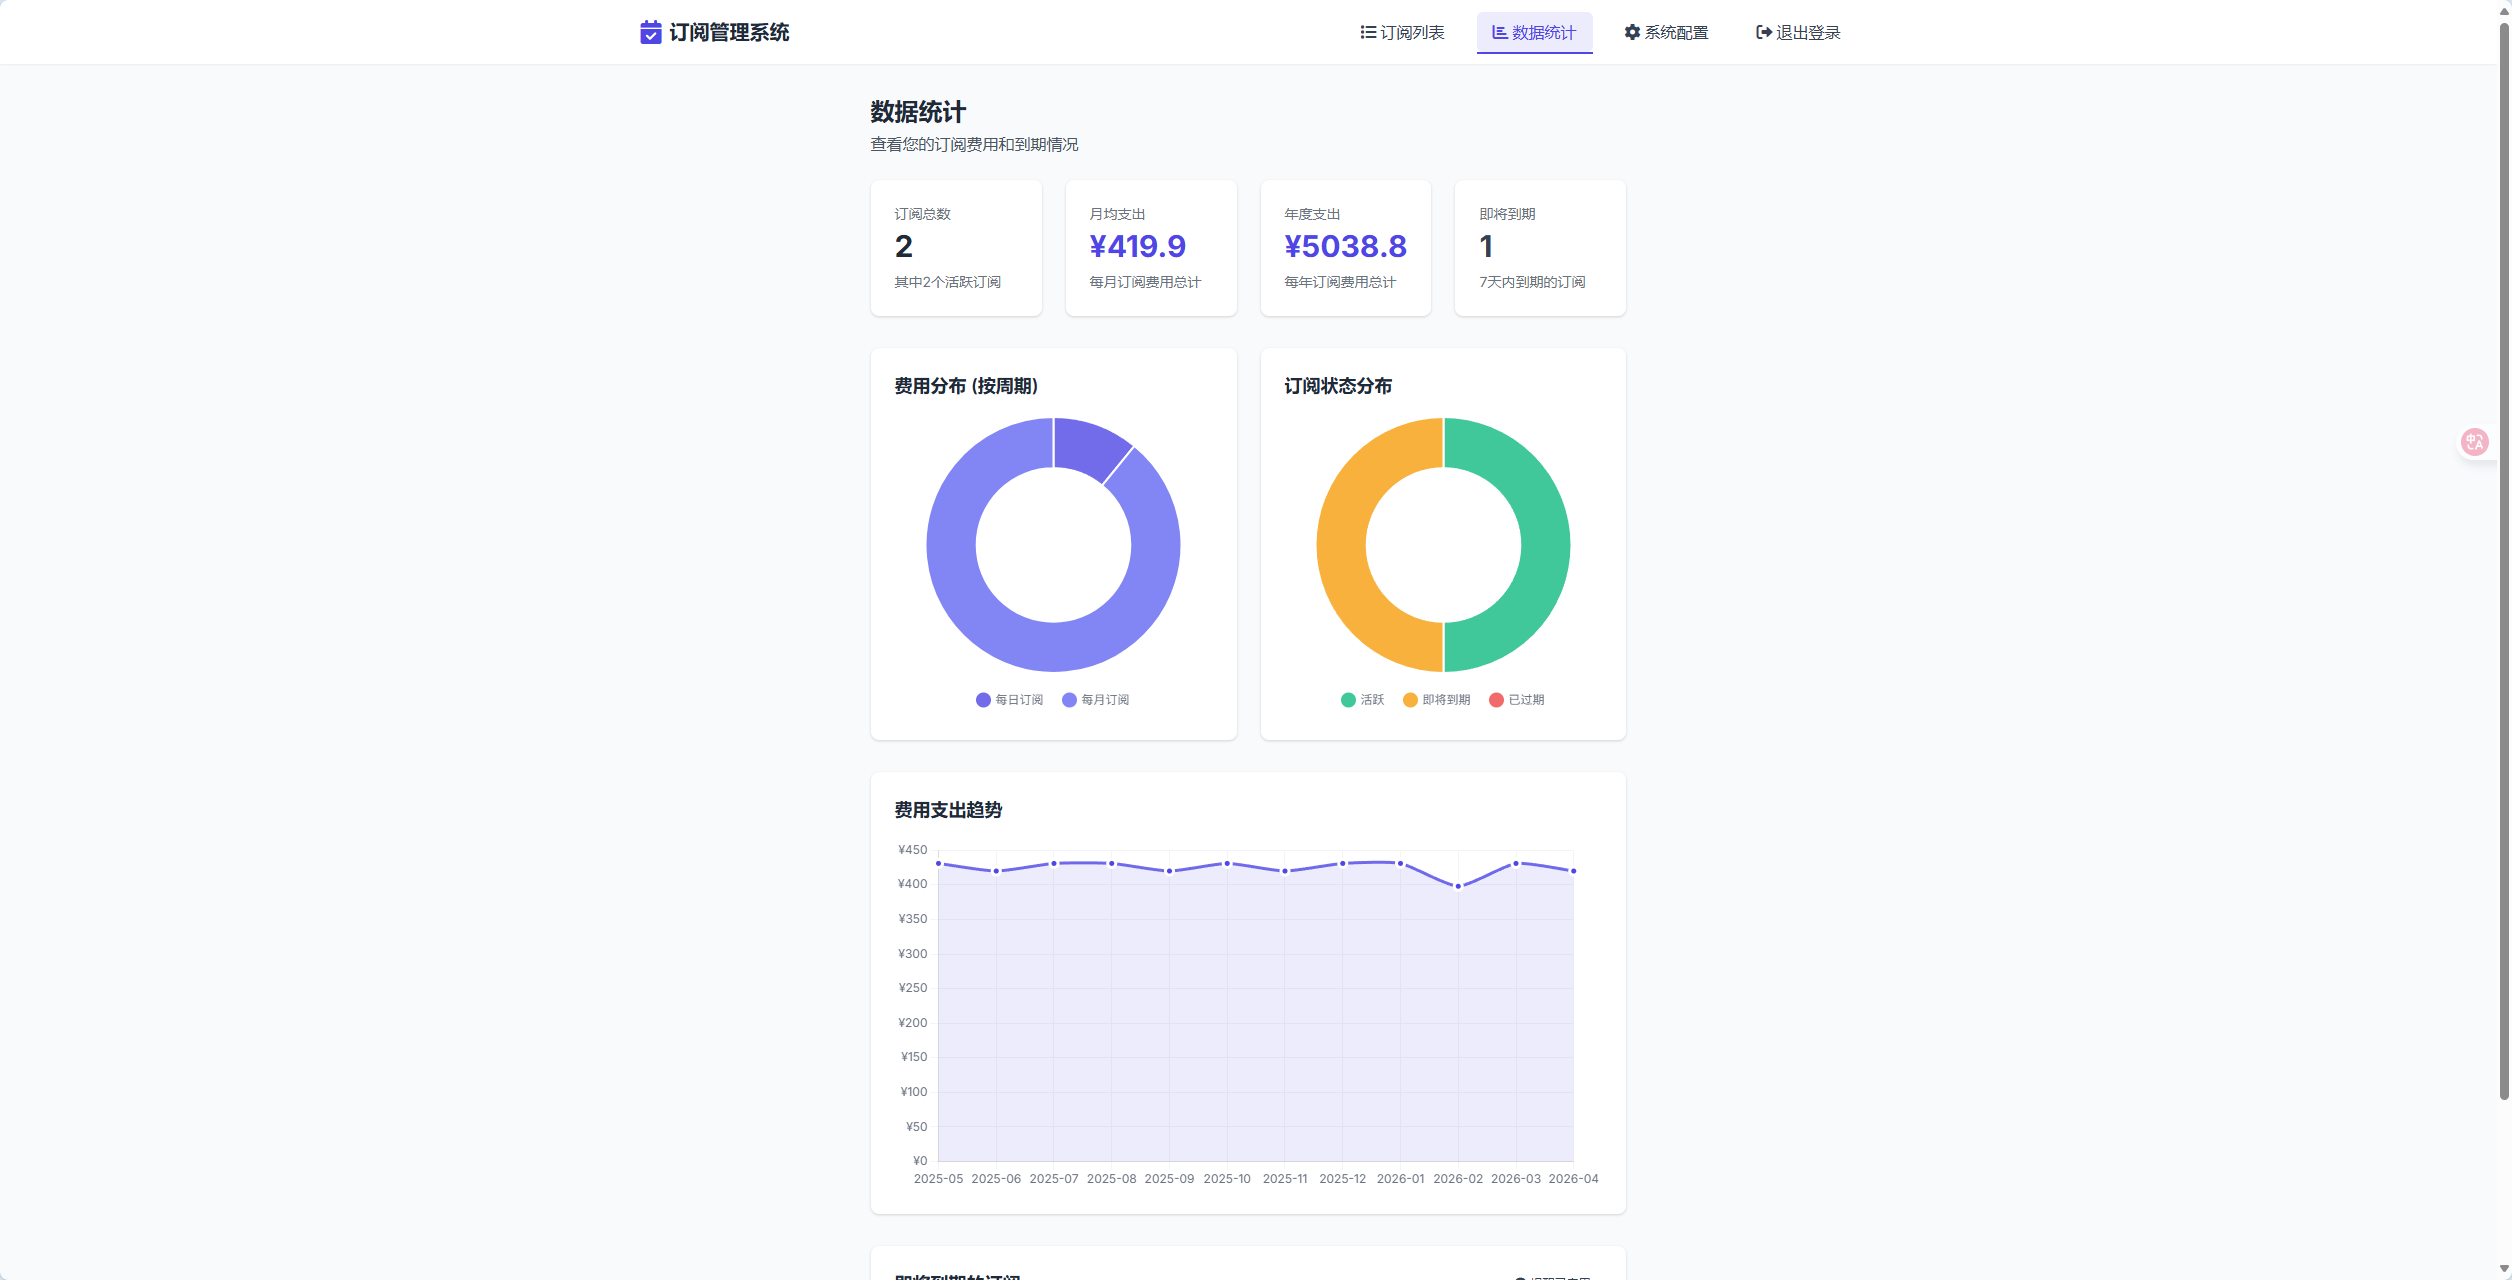 订阅管理系统
订阅列表
数据统计
系统配置
退出登录
数据统计
查看您的订阅费用和到期情况
订阅总数
2
其中2个活跃订阅
月均支出
¥419.9
每月订阅费用总计
年度支出
¥5038.8
每年订阅费用总计
即将到期
1
7天内到期的订阅
费用分布 (按周期)
每日订阅 每月订阅
订阅状态分布
活跃 即将到期 已过期
费用支出趋势
¥450
¥400
¥350
¥300
¥250
¥200
¥150
¥100
¥50
¥0
2025-05 2025-06 2025-07 2025-08 2025-09 2025-10 2025-11 2025-12 2026-01 2026-02 2026-03 2026-04
即将到期的订阅